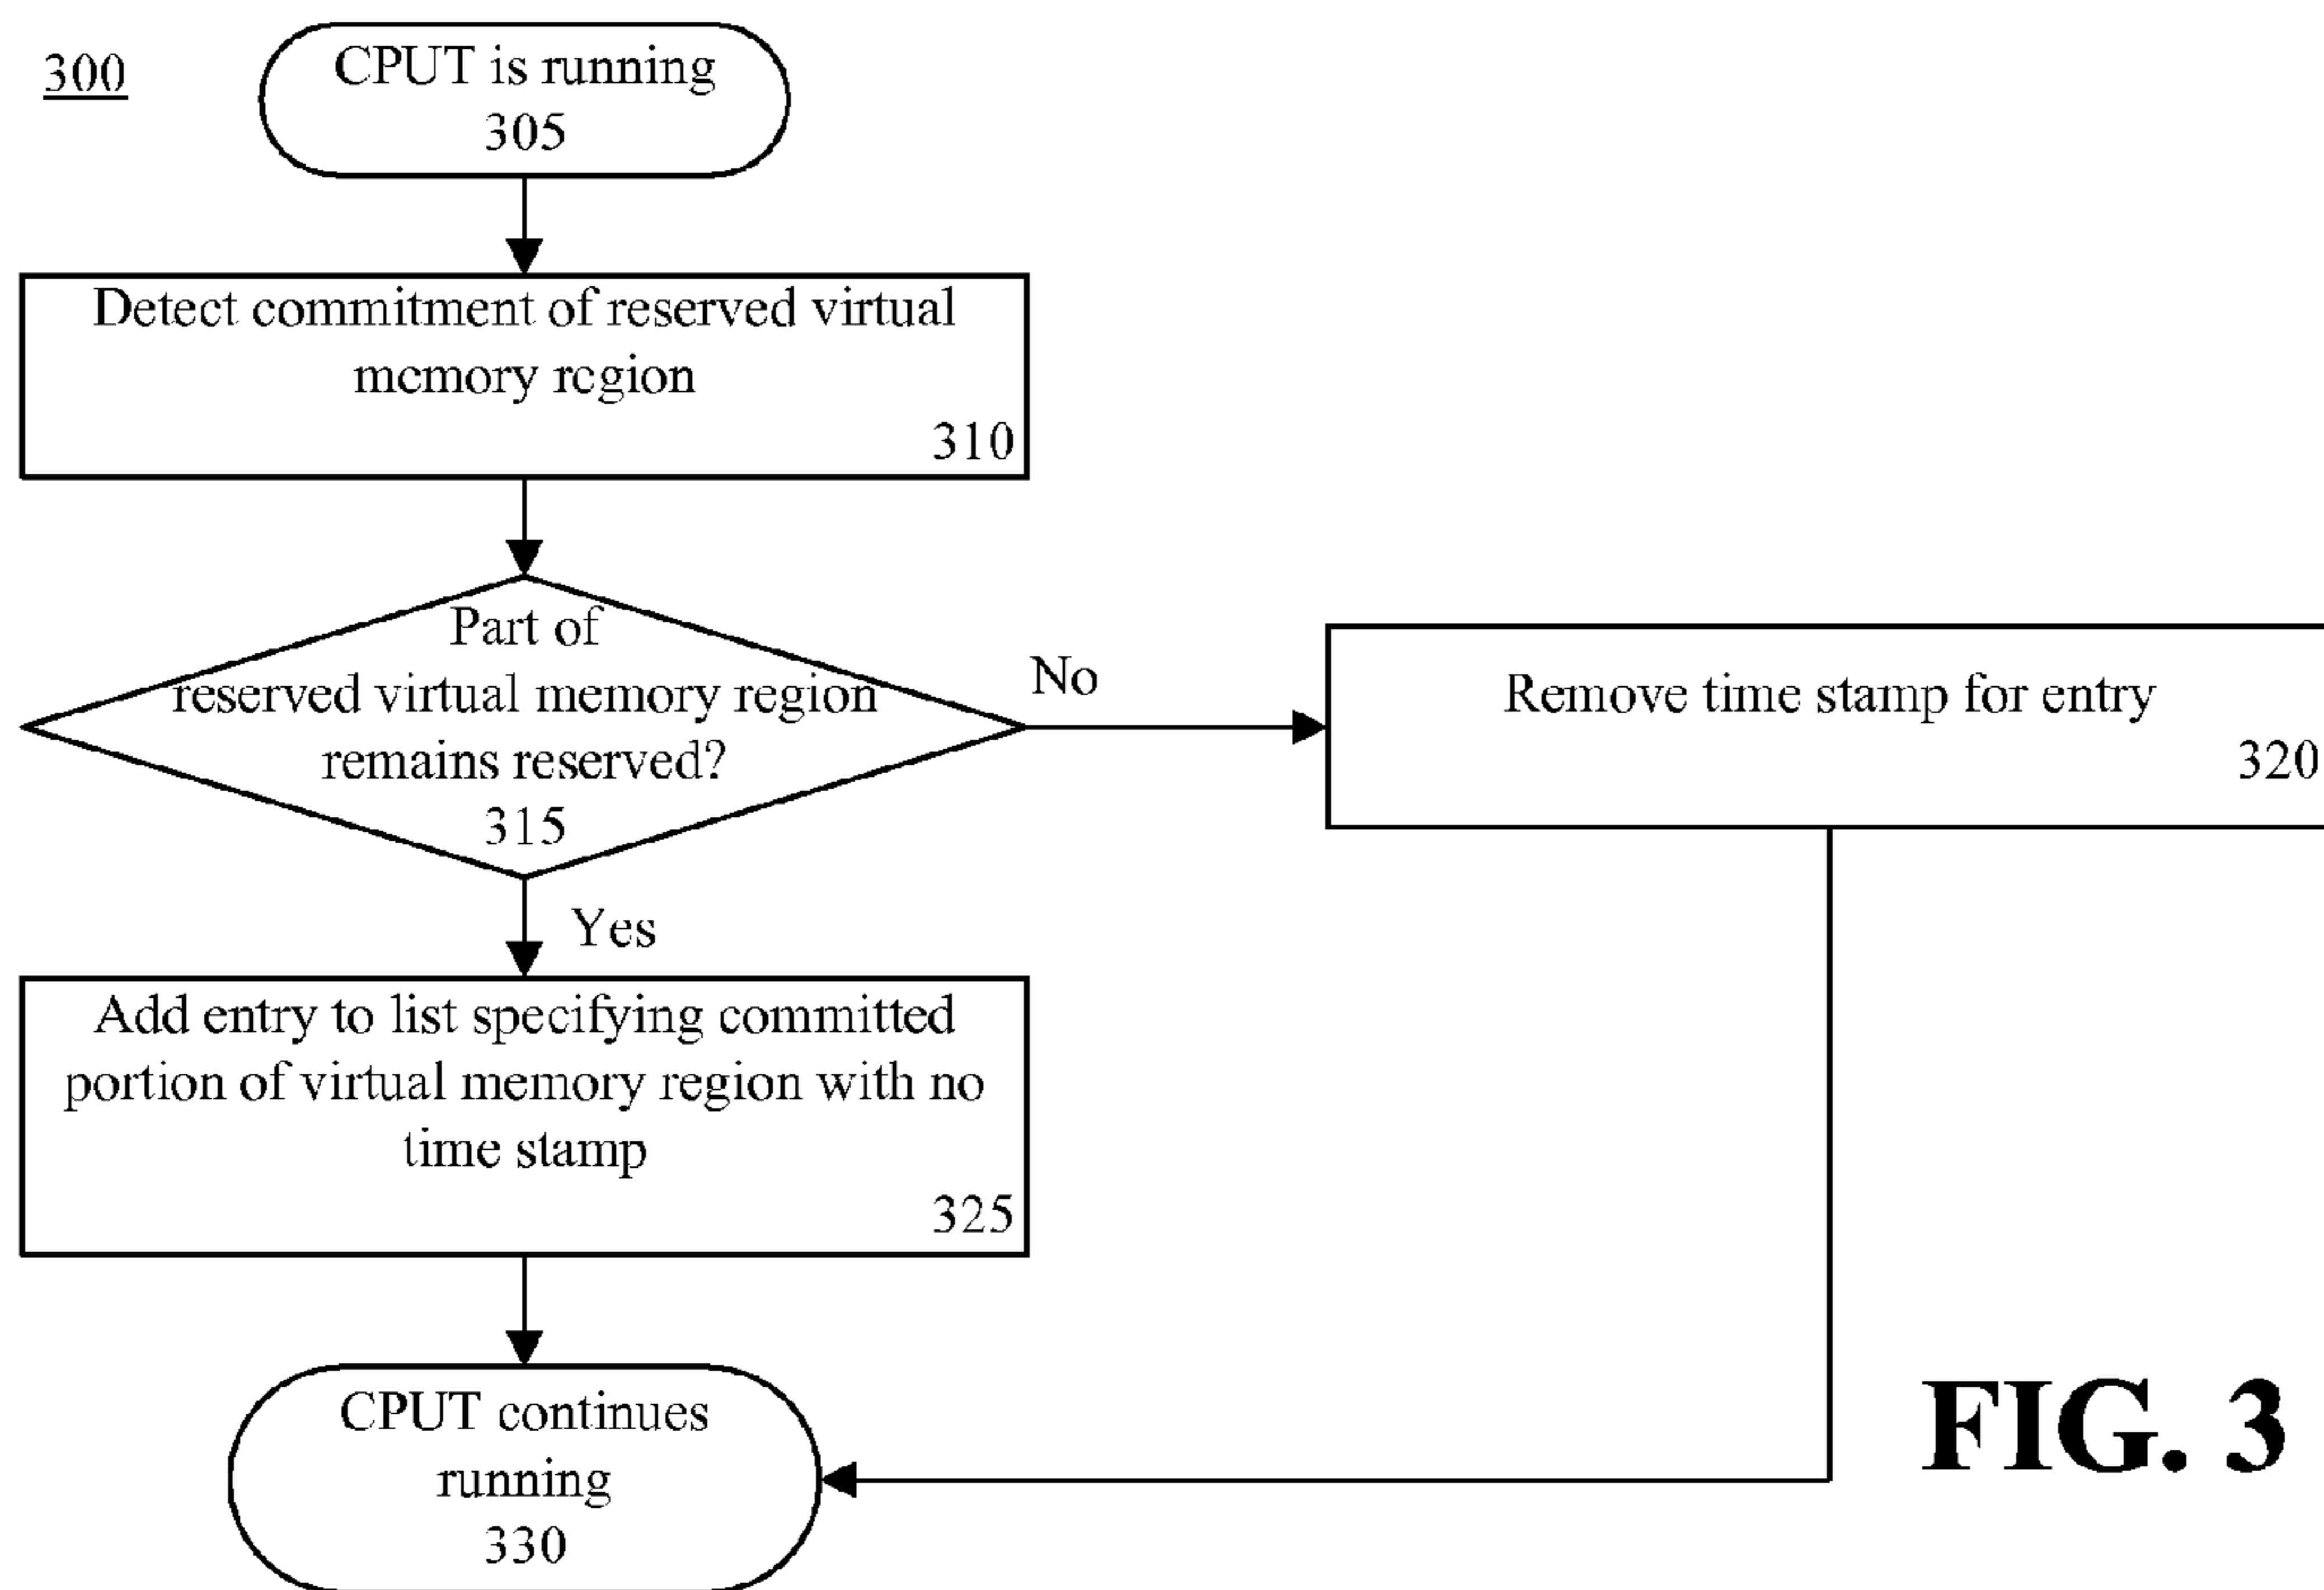 300
CPUT is running
305
Detect commitment of reserved virtual
memory region
310
Part of
reserved virtual memory region
remains reserved?
315
No
Remove time stamp for entry
320
Yes
Add entry to list specifying committed
portion of virtual memory region with no
time stamp
325
CPUT continues
running
330
FIG. 3